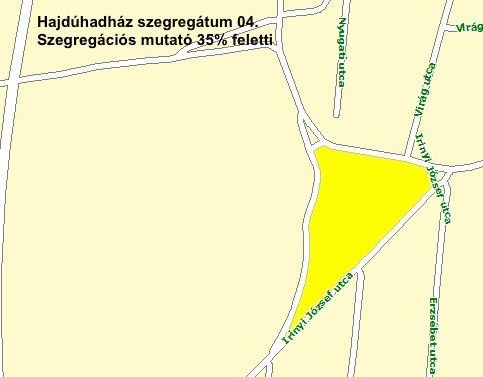 Hajdúhadház szegregátum 04.
Szegregációs mutató 35% feletti
Nyugati utca
Virág utca
Virág
Irinyi József utca
Irinyi József utca
Erzsébet utca